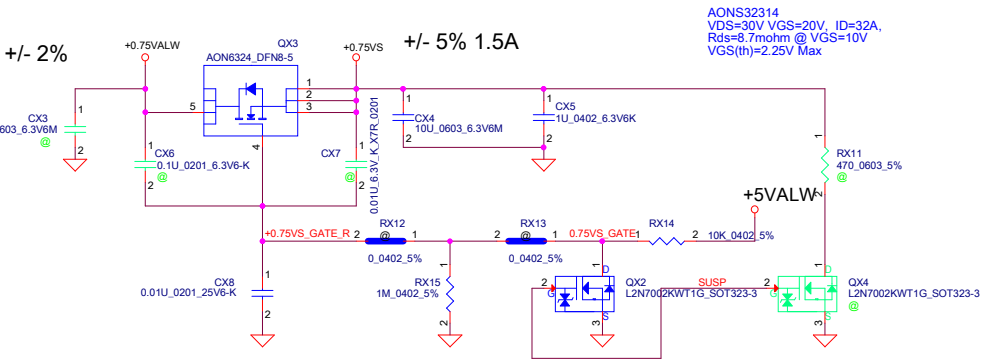 AONS32314
VDS=30V VGS=20V, ID=32A,
Rds=8.7mohm @ VGS=10V
VGS(th)=2.25V Max
+/- 2%
+0.75VALW
QX3
AON6324_DFN8-5
+0.75VS
+/- 5% 1.5A
5
1
2
3
4
1
CX3
603_6.3V6M
@
2
1
CX6
0.1U_0201_6.3V6-K
@
2
1
CX7
@
2
0.01U_6.3V_K_X7R_0201
1
CX4
10U_0603_6.3V6M
2
1
CX5
1U_0402_6.3V6K
2
1
RX11
470_0603_5%
@
2
+5VALW
+0.75VS_GATE_R
2
RX12
@
1
0_0402_5%
2
RX13
@
1
0_0402_5%
0.75VS_GATE
1
RX14
2
10K_0402_5%
1
CX8
0.01U_0201_25V6-K
2
1
RX15
1M_0402_5%
2
1
D
2
G
QX2
L2N7002KWT1G_SOT323-3
S
3
SUSP
1
D
2
G
QX4
L2N7002KWT1G_SOT323-3
@
S
3